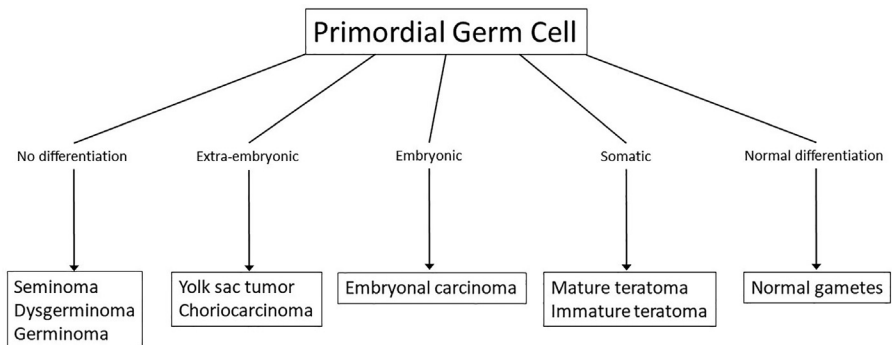 Primordial Germ Cell
No differentiation
Extra-embryonic
Embryonic
Somatic
Normal differentiation
Seminoma
Dysgerminoma
Germinoma
Yolk sac tumor
Choriocarcinoma
Embryonal carcinoma
Mature teratoma
Immature teratoma
Normal gametes